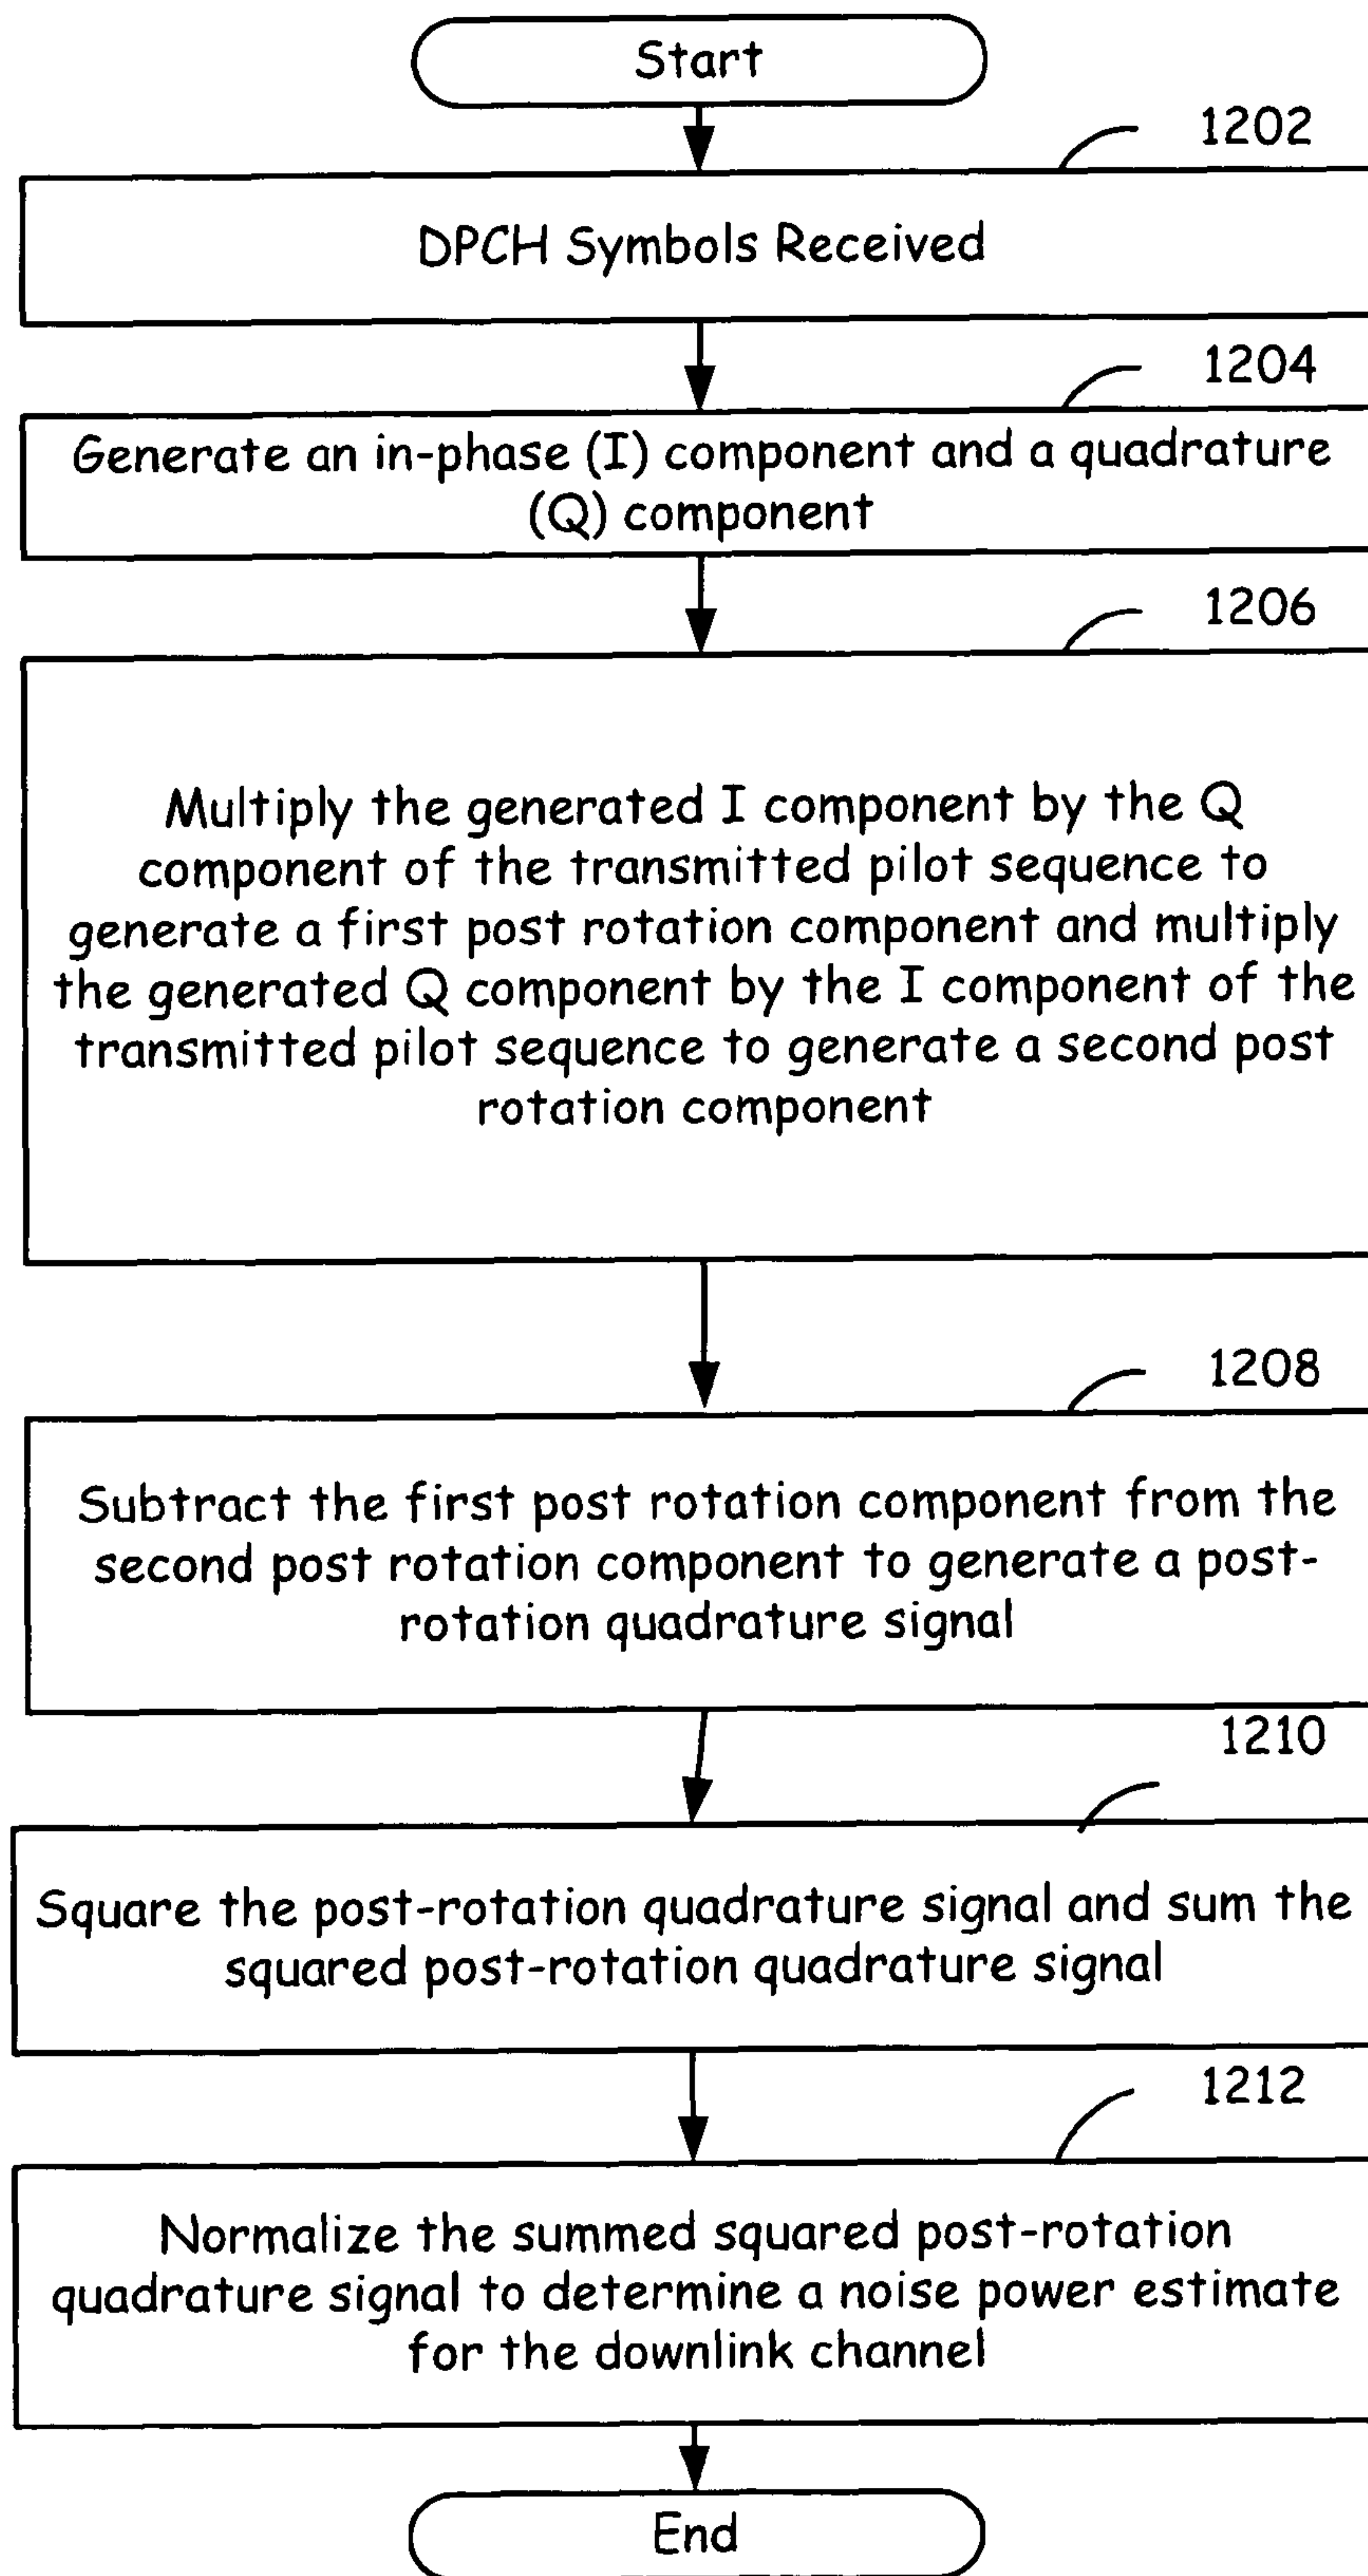 Start
1202
DPCH Symbols Received
1204
Generate an in-phase (I) component and a quadrature
(Q) component
1206
Multiply the generated I component by the Q
component of the transmitted pilot sequence to
generate a first post rotation component and multiply
the generated Q component by the I component of the
transmitted pilot sequence to generate a second post
rotation component
1208
Subtract the first post rotation component from the
second post rotation component to generate a post-
rotation quadrature signal
1210
Square the post-rotation quadrature signal and sum the
squared post-rotation quadrature signal
1212
Normalize the summed squared post-rotation
quadrature signal to determine a noise power estimate
for the downlink channel
End